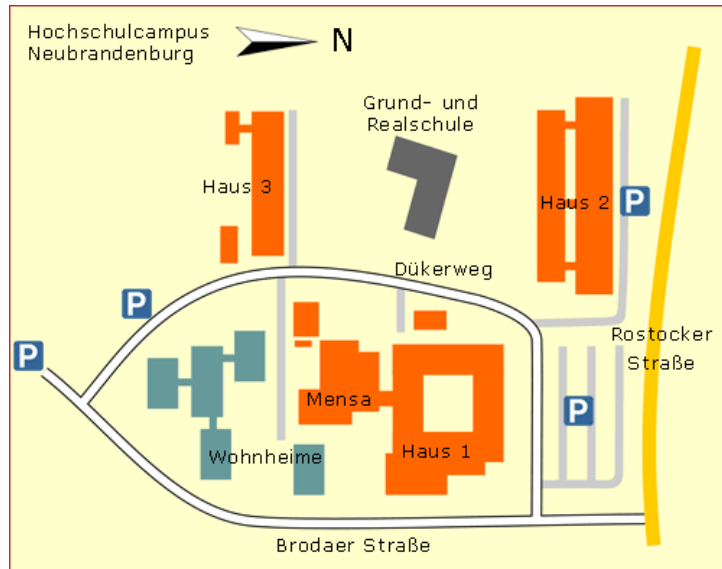 Hochschulcampus
Neubrandenburg
N
Grund- und
Realschule
Haus 3
Haus 2
P
Dükerweg
P
Rostocker
Straße
P
Mensa
P
Wohnheime
Haus 1
Brodaer Straße